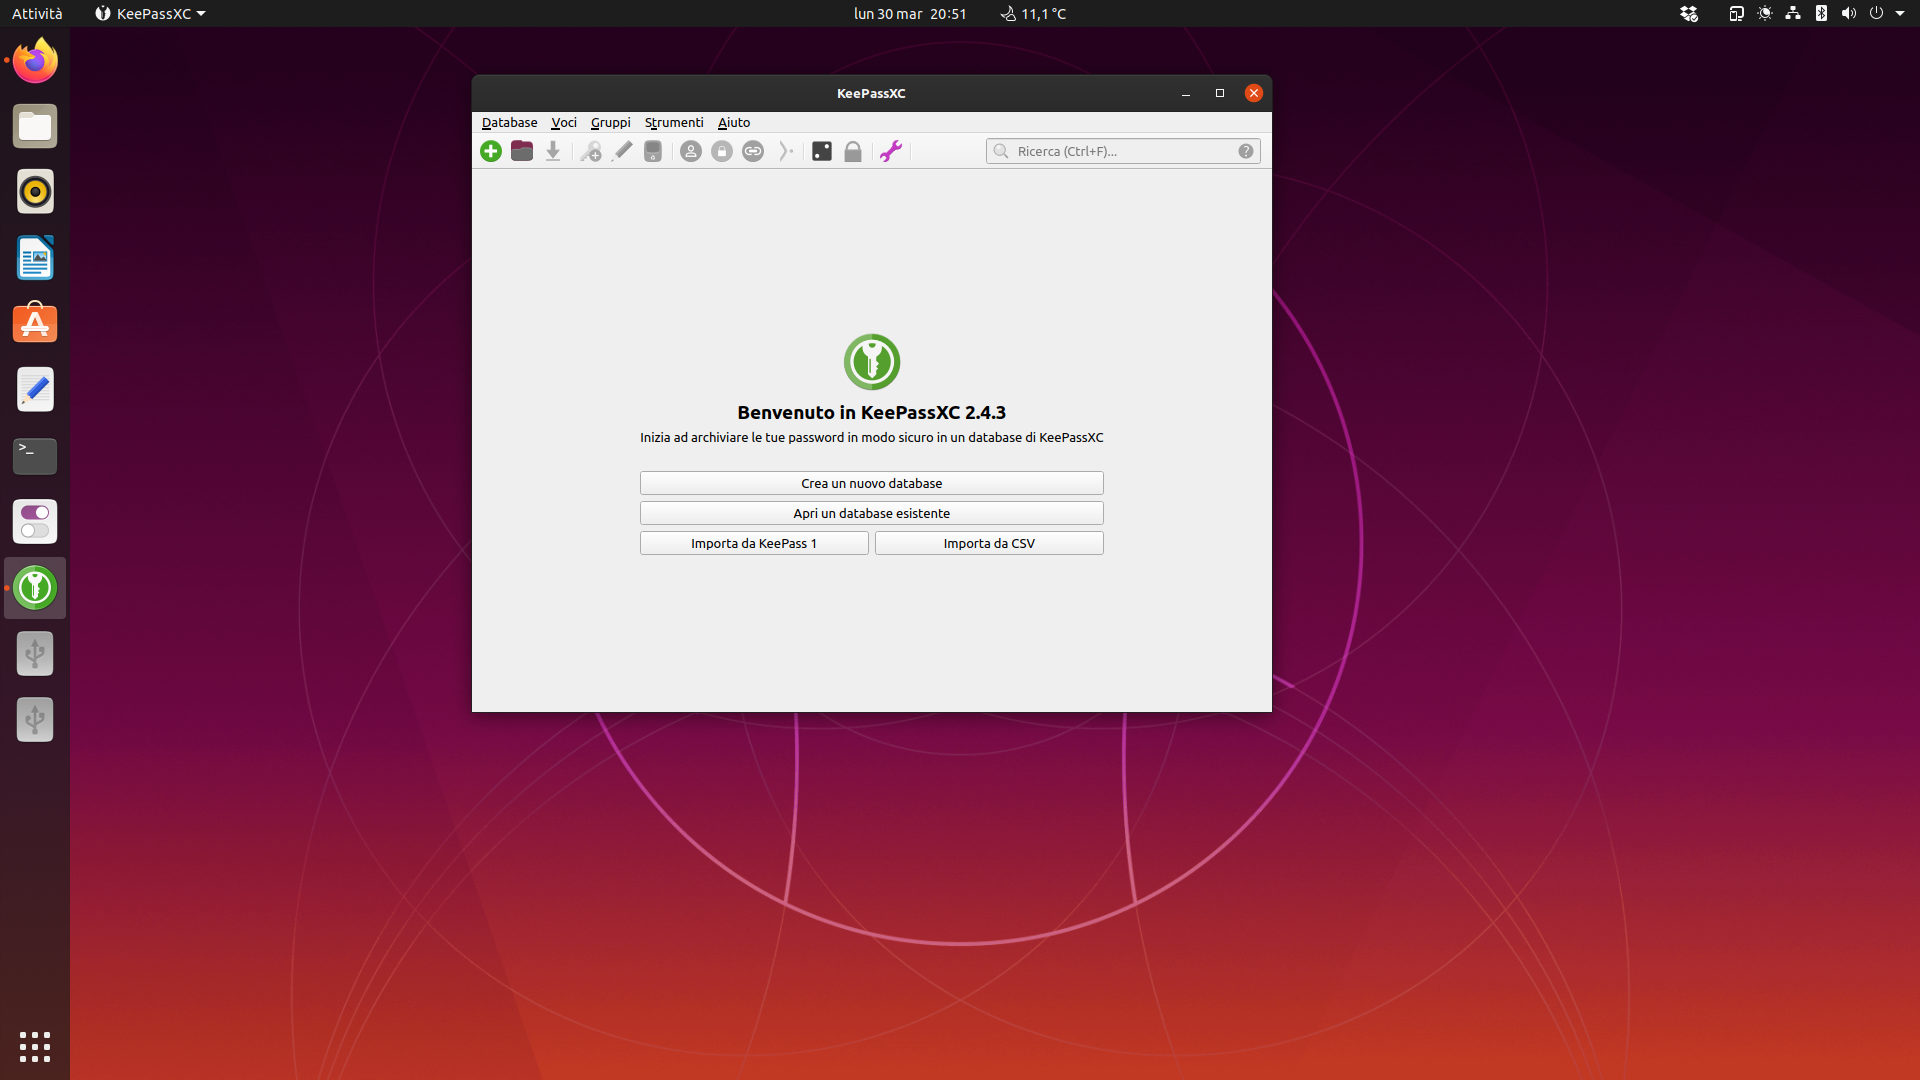 Attività KeePassXC lun 30 mar 20:51 11,1 °C
KeePassXC
Database Voci Gruppi Strumenti Aiuto
Ricerca (Ctrl+F)...
Benvenuto in KeePassXC 2.4.3
Inizia ad archiviare le tue password in modo sicuro in un database di KeePassXC
Crea un nuovo database
Apri un database esistente
Importa da KeePass 1 Importa da CSV